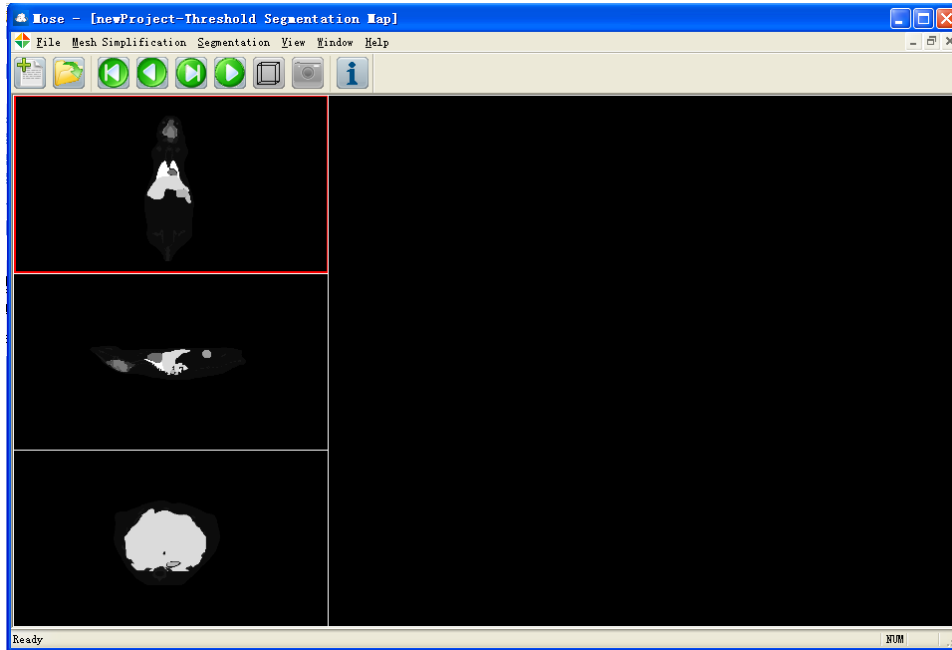 Mose - [newProject-Threshold Segmentation Map]
File Mesh Simplification Segmentation View Window Help
Ready NUM